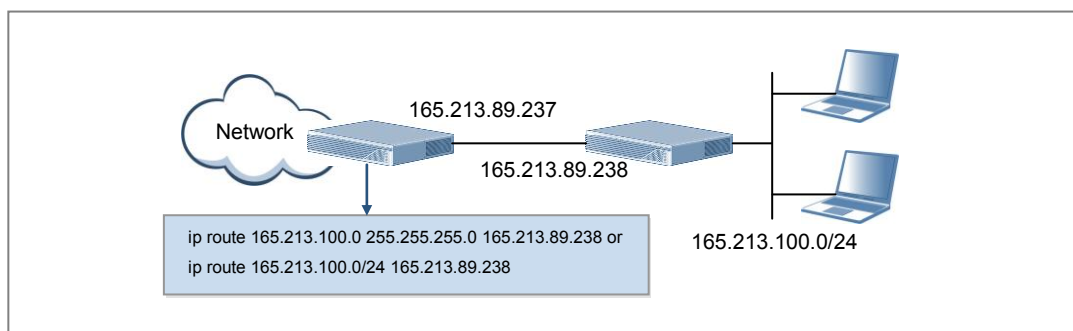 165.213.89.237
Network
165.213.89.238
ip route 165.213.100.0 255.255.255.0 165.213.89.238 or
ip route 165.213.100.0/24 165.213.89.238
165.213.100.0/24